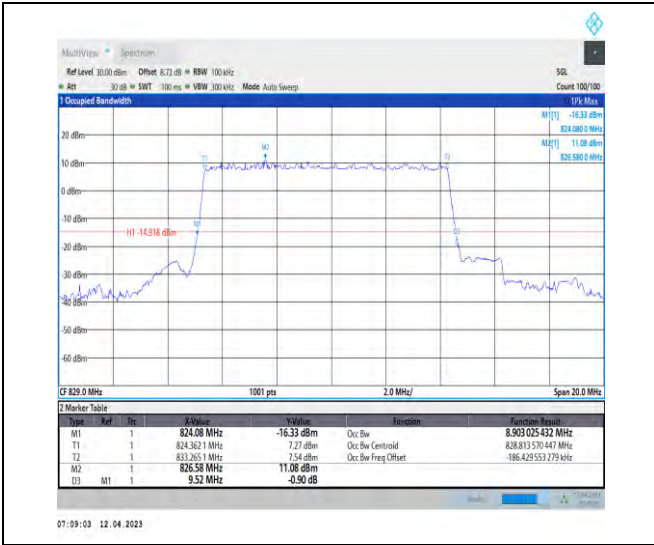 MultiView Spectrum
Ref Level 30.00 dBm Offset 8.73 dB RBW 100 kHz SGL
Att 30 dB SWT 100 ms VBW 300 kHz Mode Auto Sweep Count 100/100
1 Occupied Bandwidth 1Pk Max
M1[1] -16.33 dBm
824.080 0 MHz
M2[1] 11.08 dBm
826.580 0 MHz
20 dBm
M2
T1 T2
10 dBm
0 dBm
-10 dBm
M1
H1 -14.918 dBm D3
-20 dBm
-30 dBm
-40 dBm
-50 dBm
-60 dBm
CF 829.0 MHz 1001 pts 2.0 MHz/ Span 20.0 MHz
2 Marker Table
Type Ref Trc X-Value Y-Value Function Function Result
M1 1 824.08 MHz -16.33 dBm Occ Bw 8.903 025 432 MHz
T1 1 824.362 1 MHz 7.27 dBm Occ Bw Centroid 828.813 570 447 MHz
T2 1 833.265 1 MHz 7.54 dBm Occ Bw Freq Offset -186.429 553 279 kHz
M2 1 826.58 MHz 11.08 dBm
D3 M1 1 9.52 MHz -0.90 dB
07:09:03 12.04.2023